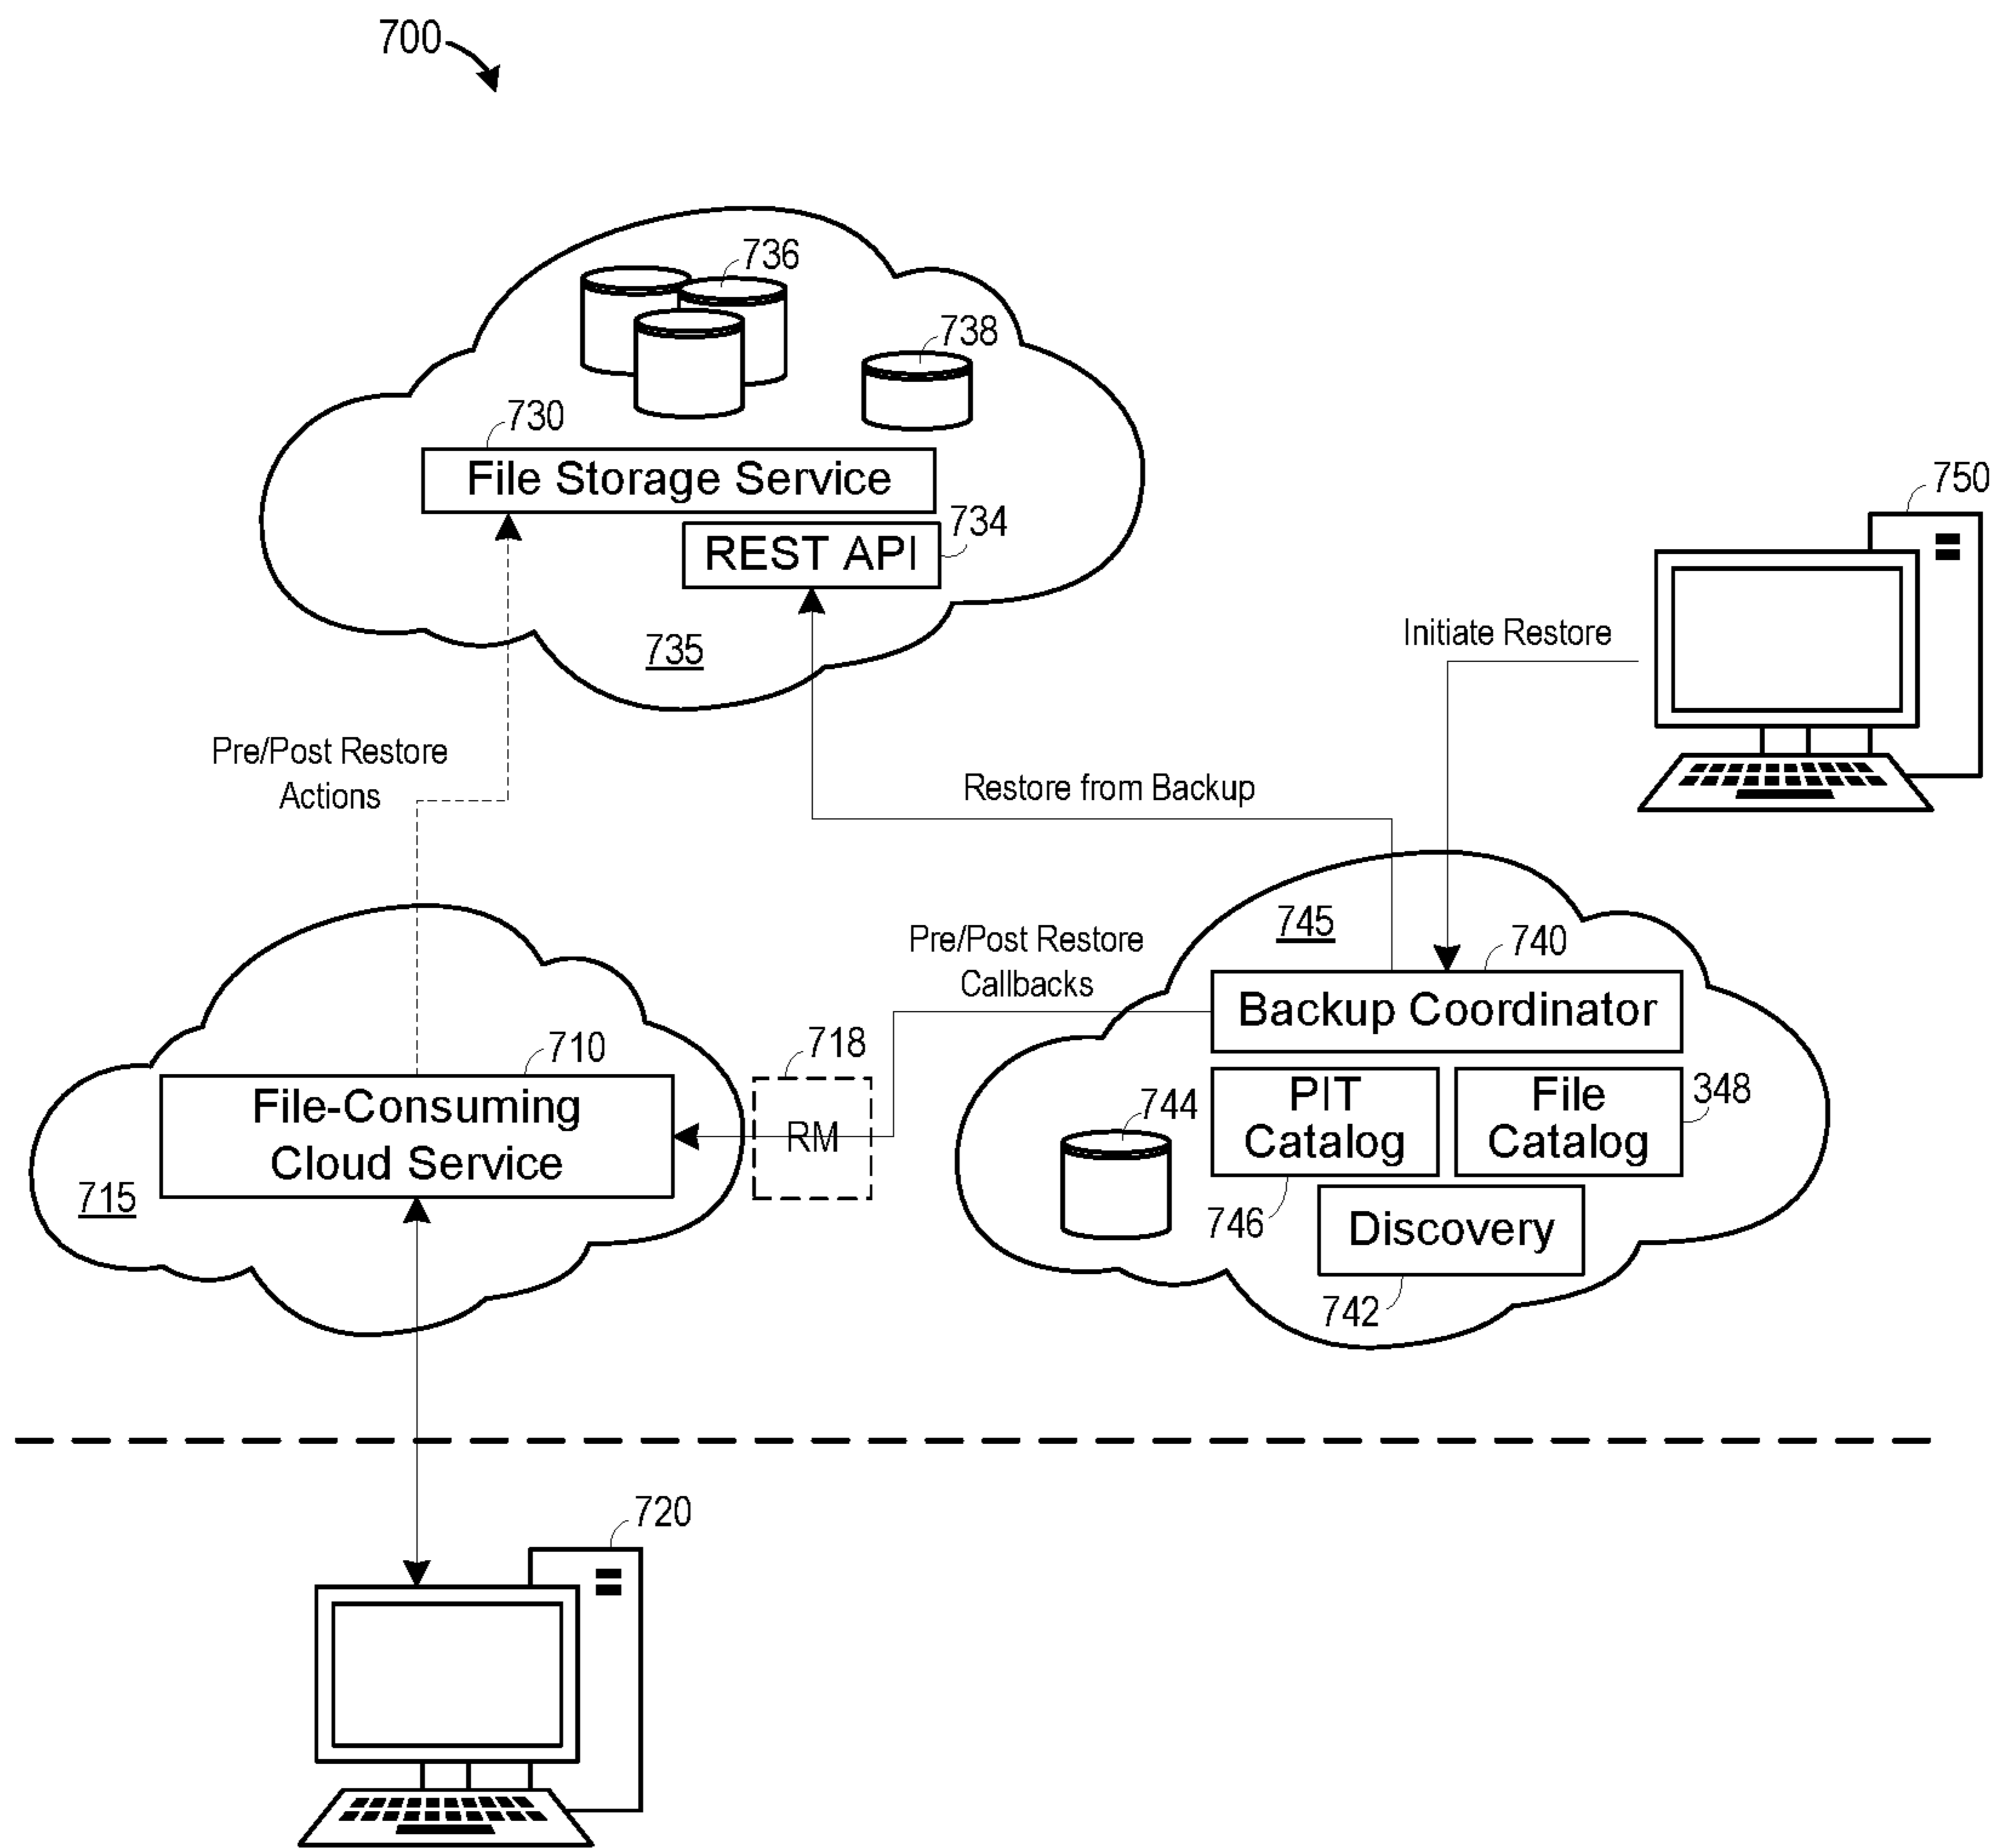 700
736
738
730
File Storage Service
734
REST API
735
750
Initiate Restore
Pre/Post Restore
Actions
Restore from Backup
745
740
Pre/Post Restore
Callbacks
Backup Coordinator
718
710
File-Consuming
Cloud Service
RM
715
744
PIT
Catalog
File
Catalog
348
746
Discovery
742
720